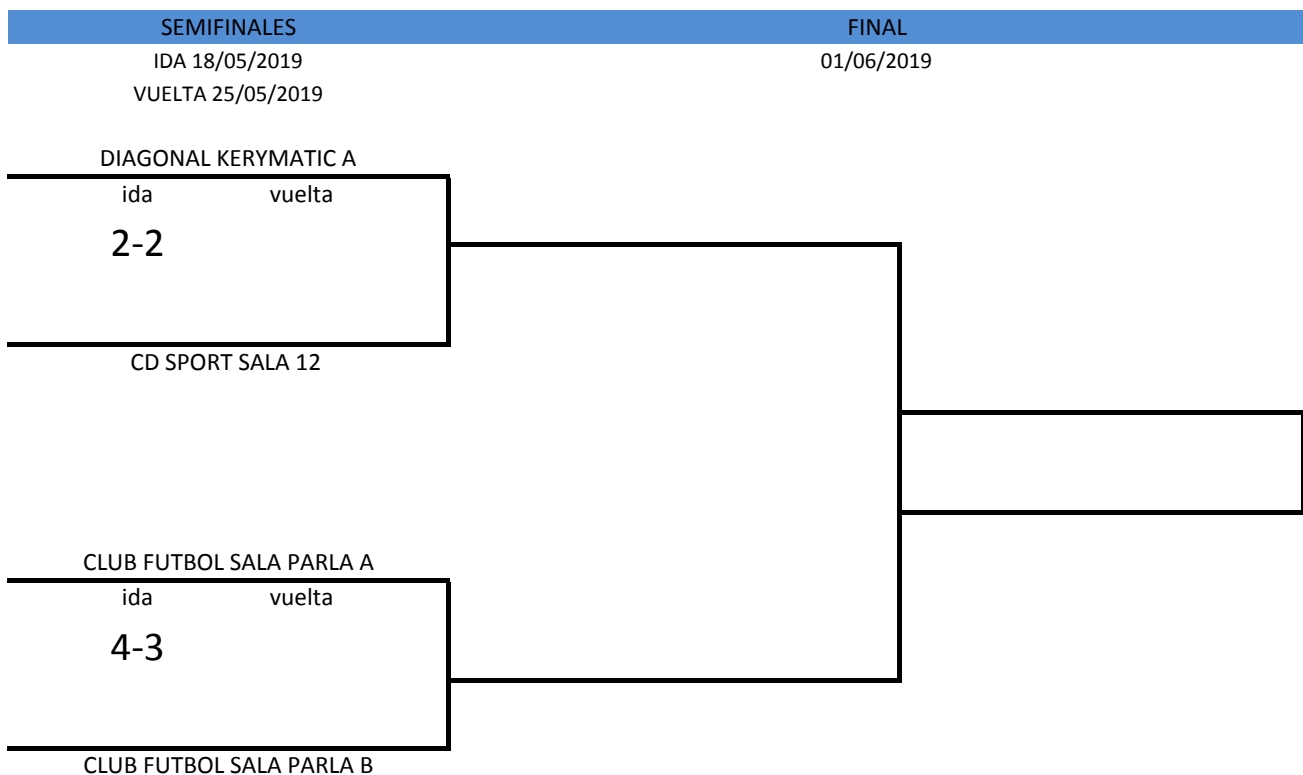 SEMIFINALES FINAL
IDA 18/05/2019 01/06/2019
VUELTA 25/05/2019
DIAGONAL KERYMATIC A
ida vuelta
2-2
CD SPORT SALA 12
CLUB FUTBOL SALA PARLA A
ida vuelta
4-3
CLUB FUTBOL SALA PARLA B